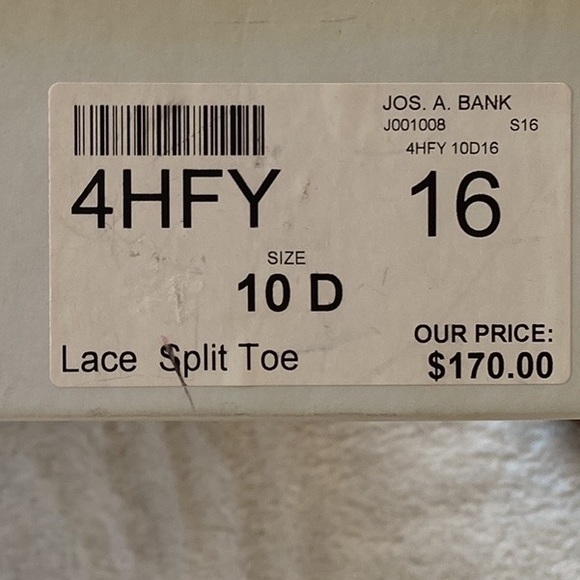 JOS. A. BANK
J001008 S16
4HFY 10D16
4HFY 16
SIZE
10 D
Lace Split Toe
OUR PRICE:
$170.00